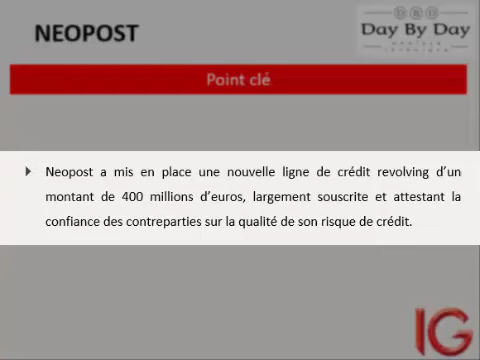 NEOPOST
DBD
Day By Day
Point clé
Neopost a mis en place une nouvelle ligne de crédit revolving d’un
montant de 400 millions d’euros, largement souscrite et attestant la
confiance des contreparties sur la qualité de son risque de crédit.
IG